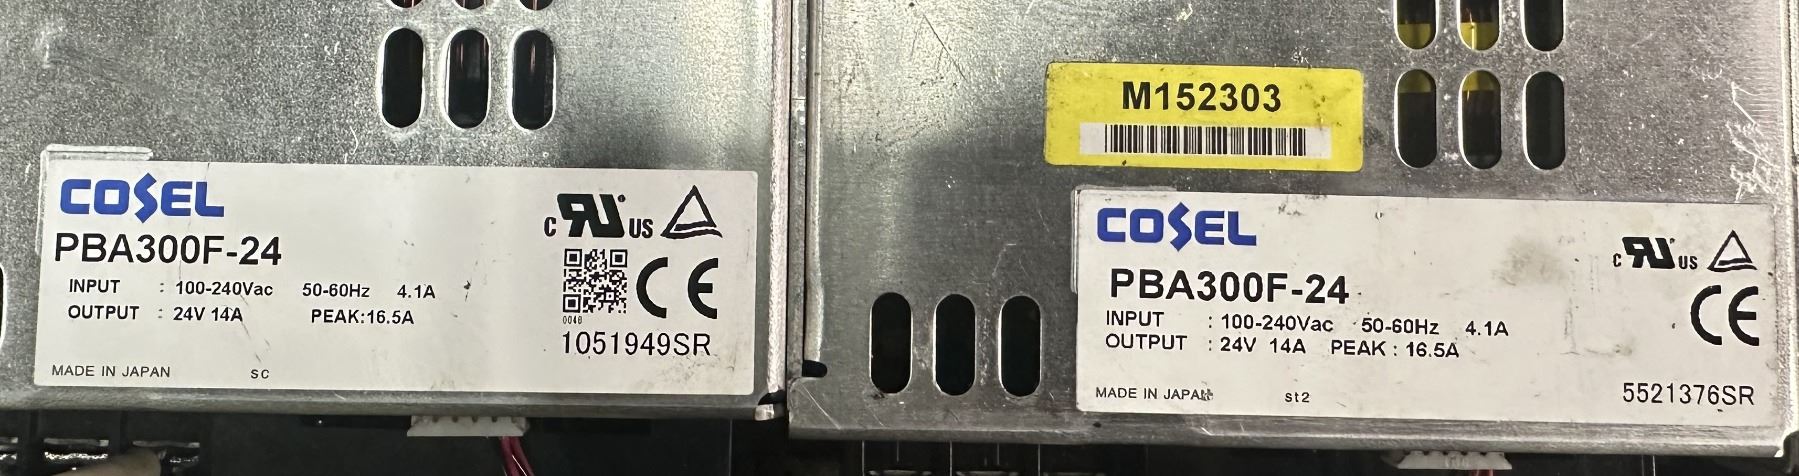 COSEL
PBA300F-24
INPUT : 100-240Vac 50-60Hz 4.1A
OUTPUT : 24V 14A PEAK:16.5A
MADE IN JAPAN sc
c RU US
CE
0048
1051949SR
M152303
COSEL
PBA300F-24
INPUT : 100-240Vac 50-60Hz 4.1A
OUTPUT : 24V 14A PEAK : 16.5A
MADE IN JAPAN st2
c RU US
CE
5521376SR